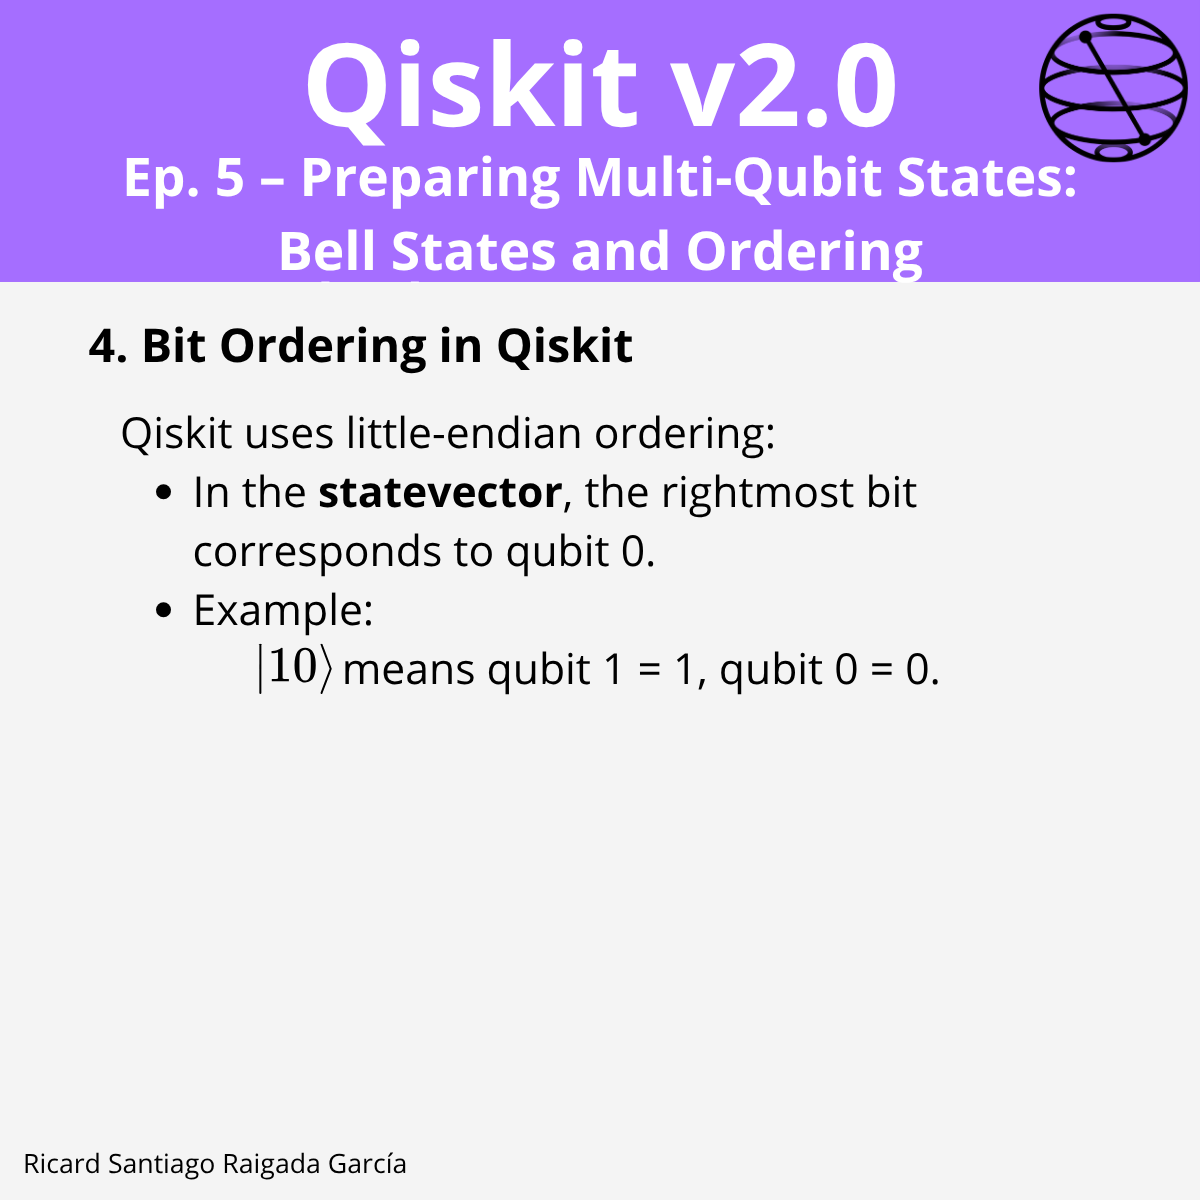 Qiskit v2.0
Ep. 5 – Preparing Multi-Qubit States:
Bell States and Ordering
4. Bit Ordering in Qiskit
Qiskit uses little-endian ordering:
• In the statevector, the rightmost bit
corresponds to qubit 0.
• Example:
|10⟩ means qubit 1 = 1, qubit 0 = 0.
Ricard Santiago Raigada García